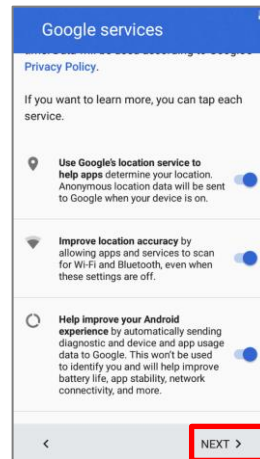 Google services
Privacy Policy.
If you want to learn more, you can tap each
service.
Use Google's location service to
help apps determine your location.
Anonymous location data will be sent
to Google when your device is on.
Improve location accuracy by
allowing apps and services to scan
for Wi-Fi and Bluetooth, even when
these settings are off.
Help improve your Android
experience by automatically sending
diagnostic and device and app usage
data to Google. This won't be used
to identify you and will help improve
battery life, app stability, network
connectivity, and more.
NEXT